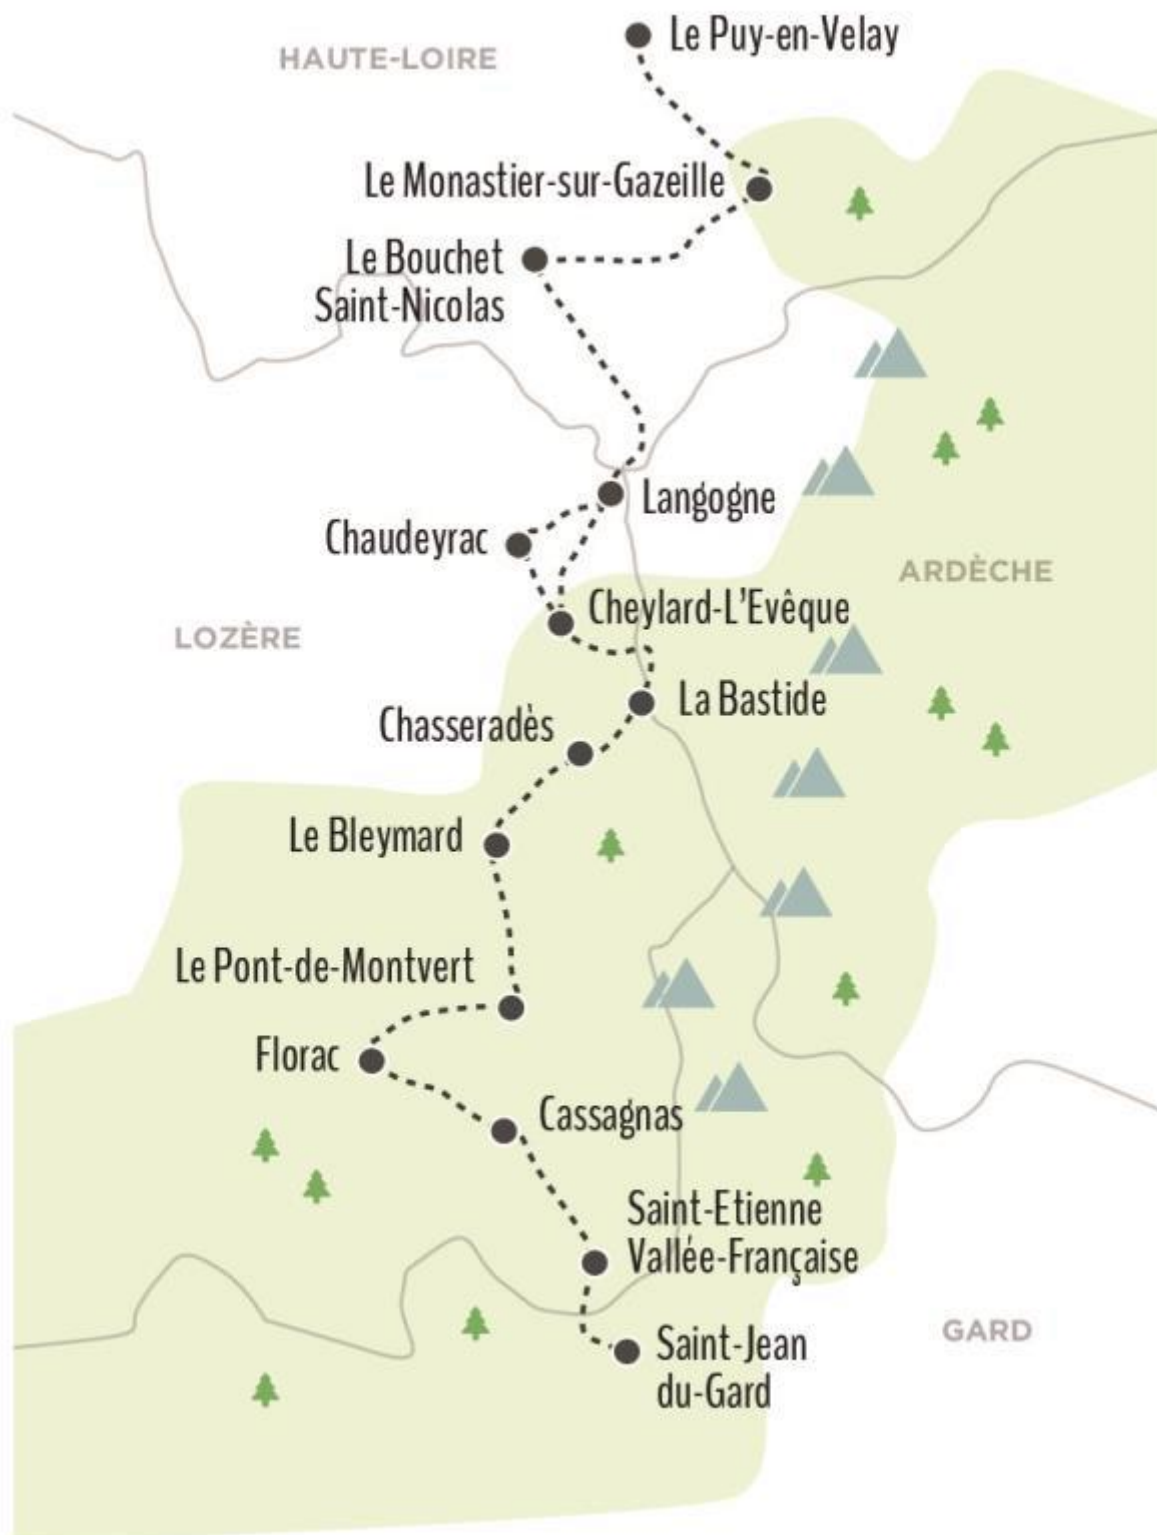 Le Puy-en-Velay
HAUTE-LOIRE
Le Monastier-sur-Gazeille
Le Bouchet
Saint-Nicolas
Langogne
Chaudeyrac
ARDÈCHE
Cheylard-L'Evêque
LOZÈRE
La Bastide
Chasseradès
Le Bleymard
Le Pont-de-Montvert
Florac
Cassagnas
Saint-Etienne
Vallée-Française
GARD
Saint-Jean
du-Gard